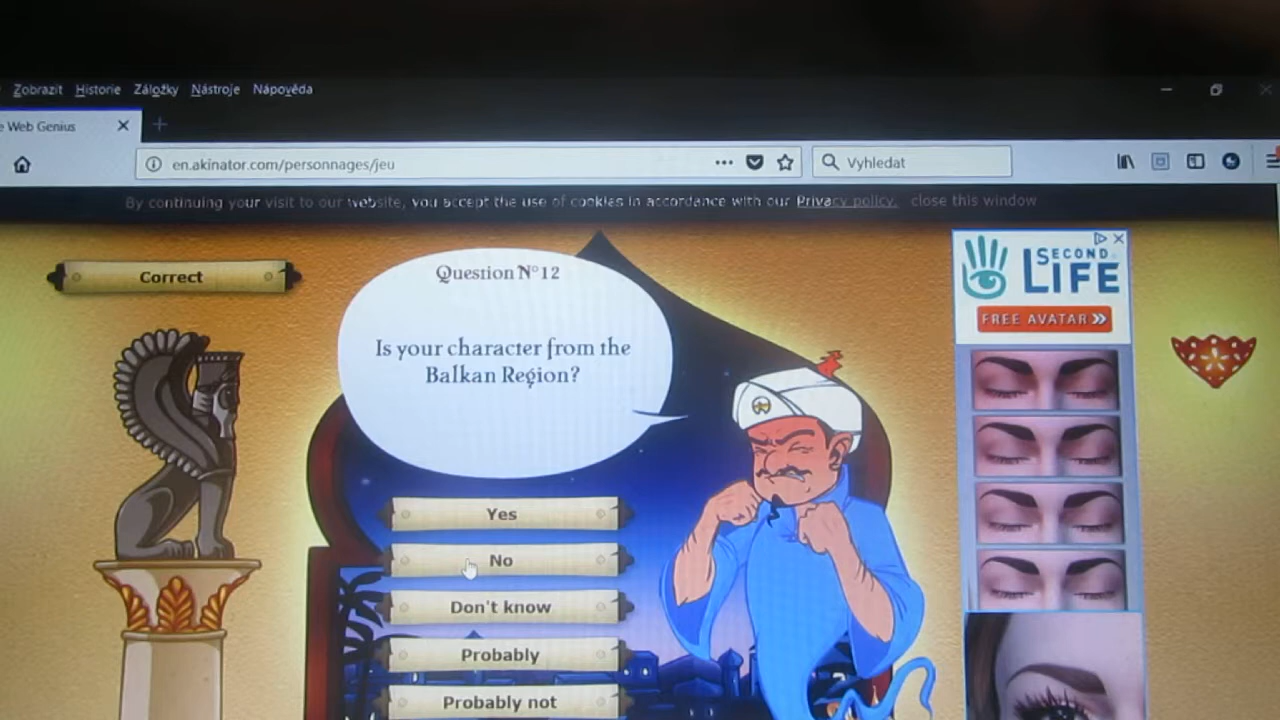 Zobrazit Historie Záložky Nástroje Nápověda
e Web Genius
en.akinator.com/personnages/jeu
Vyhledat
By continuing your visit to our website, you accept the use of cookies in accordance with our Privacy policy. close this window
Correct
Question N°12
Is your character from the
Balkan Region?
Yes
No
Don't know
Probably
Probably not
SECOND
LIFE
FREE AVATAR »